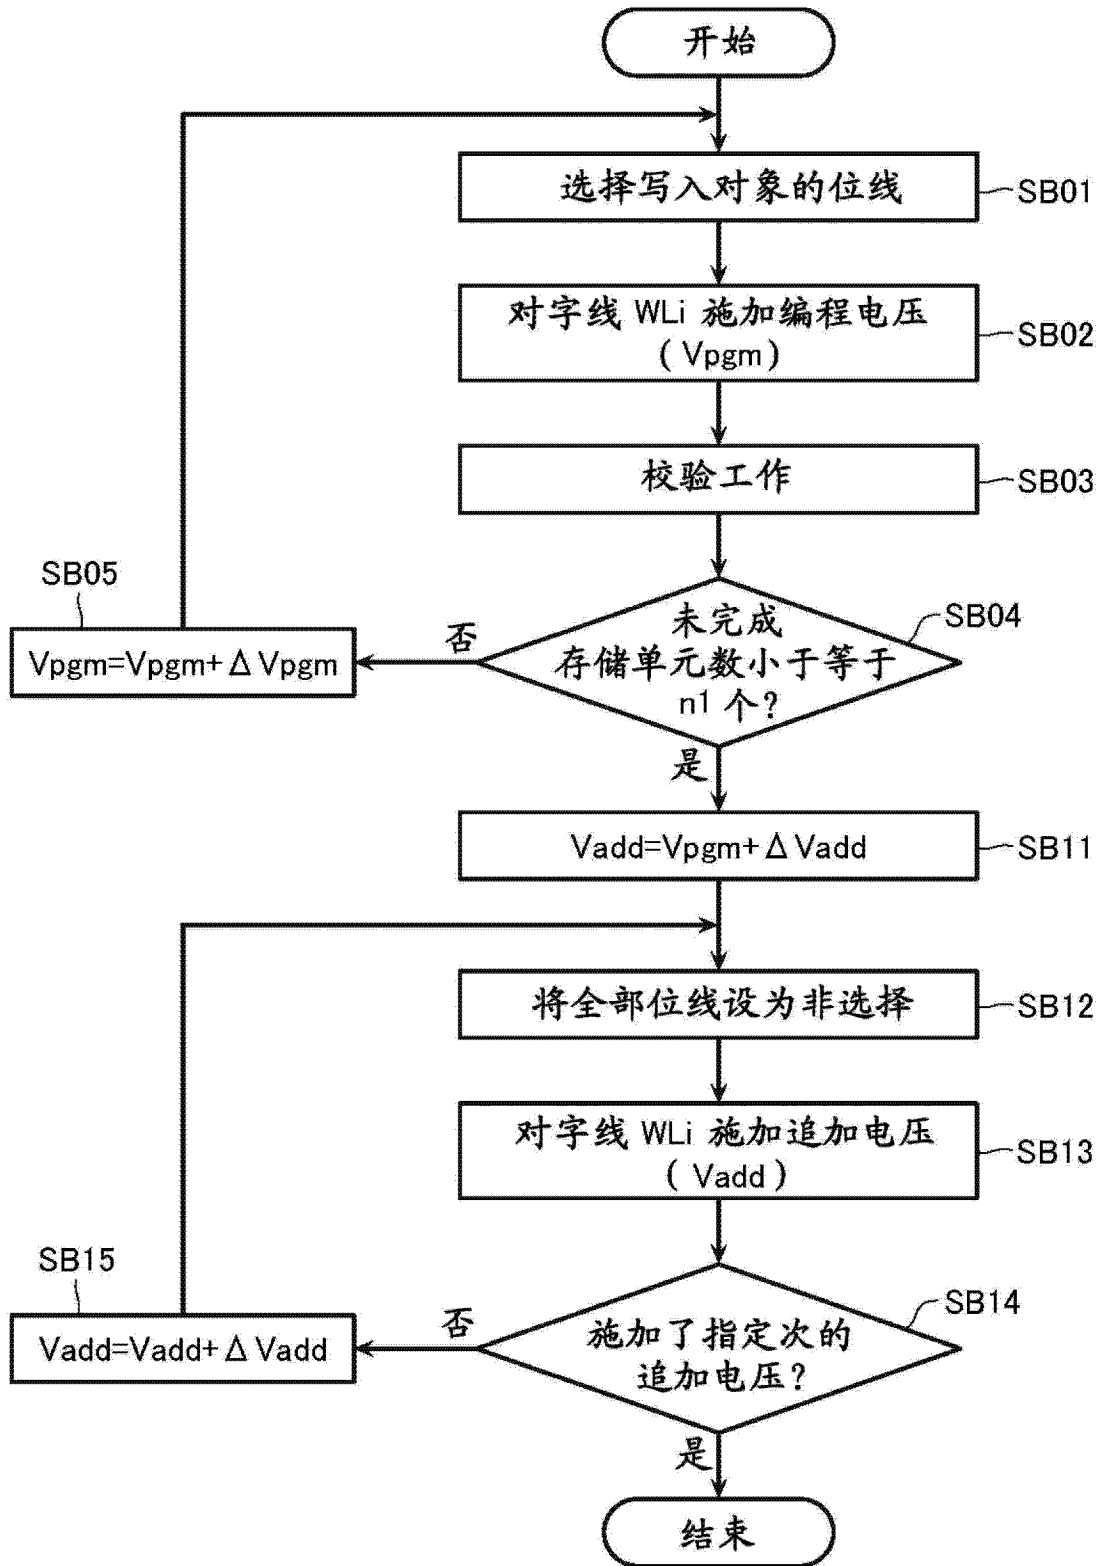 开始
选择写入对象的位线
SB01
对字线 WLi 施加编程电压
( Vpgm )
SB02
校验工作
SB03
SB05
Vpgm=Vpgm+Δ Vpgm
否
未完成
存储单元数小于等于
n1 个?
SB04
是
Vadd=Vpgm+Δ Vadd
SB11
将全部位线设为非选择
SB12
对字线 WLi 施加追加电压
( Vadd )
SB13
SB15
Vadd=Vadd+Δ Vadd
否
施加了指定次的
追加电压?
SB14
是
结束